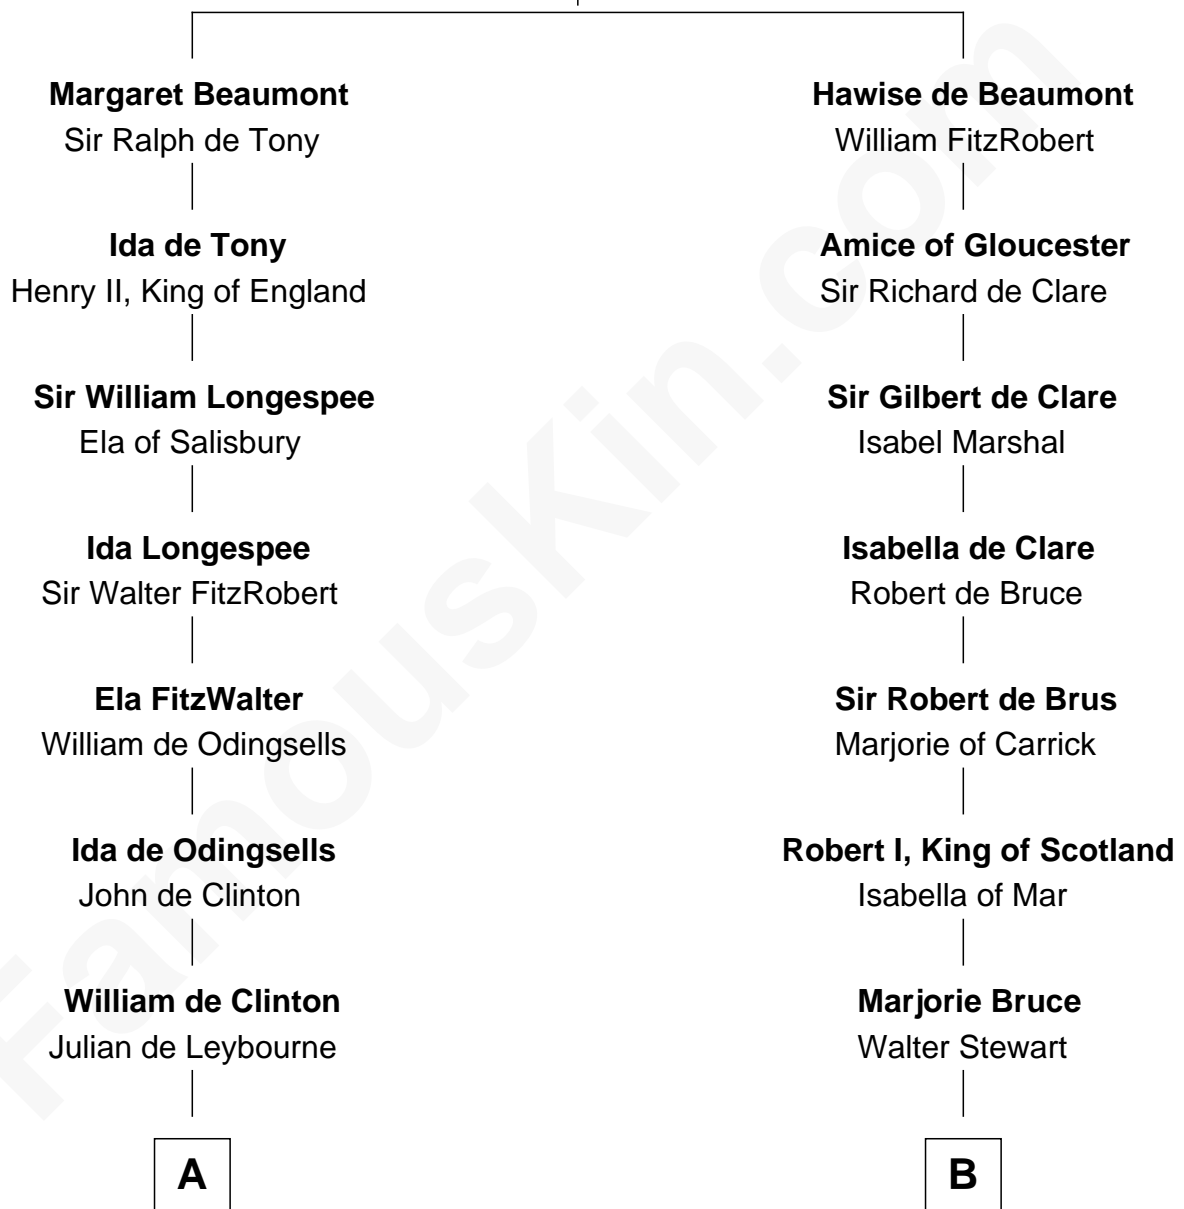 Margaret Beaumont
Sir Ralph de Tony
Ida de Tony
Henry II, King of England
Sir William Longespee
Ela of Salisbury
Ida Longespee
Sir Walter FitzRobert
Ela FitzWalter
William de Odingsells
Ida de Odingsells
John de Clinton
William de Clinton
Julian de Leybourne
A
Hawise de Beaumont
William FitzRobert
Amice of Gloucester
Sir Richard de Clare
Sir Gilbert de Clare
Isabel Marshal
Isabella de Clare
Robert de Bruce
Sir Robert de Brus
Marjorie of Carrick
Robert I, King of Scotland
Isabella of Mar
Marjorie Bruce
Walter Stewart
B
FamousKin.com